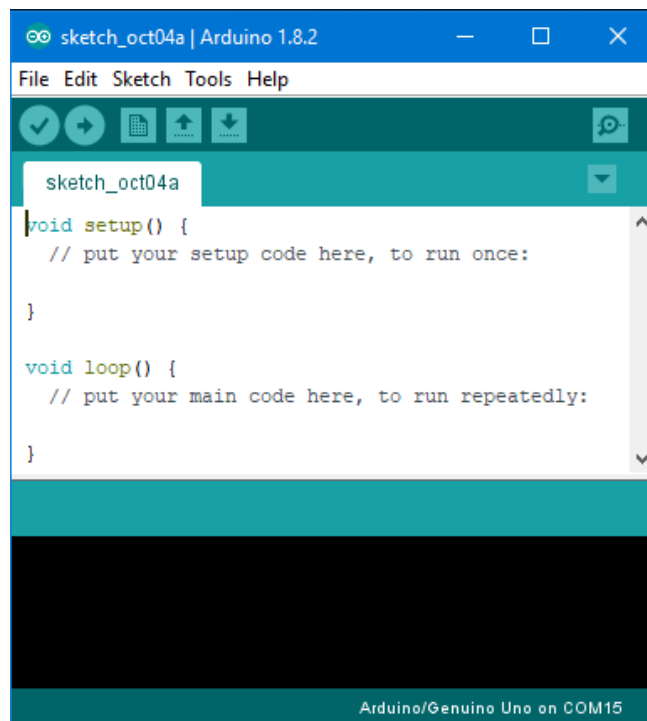 sketch_oct04a | Arduino 1.8.2
File Edit Sketch Tools Help
sketch_oct04a
void setup() {
  // put your setup code here, to run once:
}
void loop() {
  // put your main code here, to run repeatedly:
}
Arduino/Genuino Uno on COM15